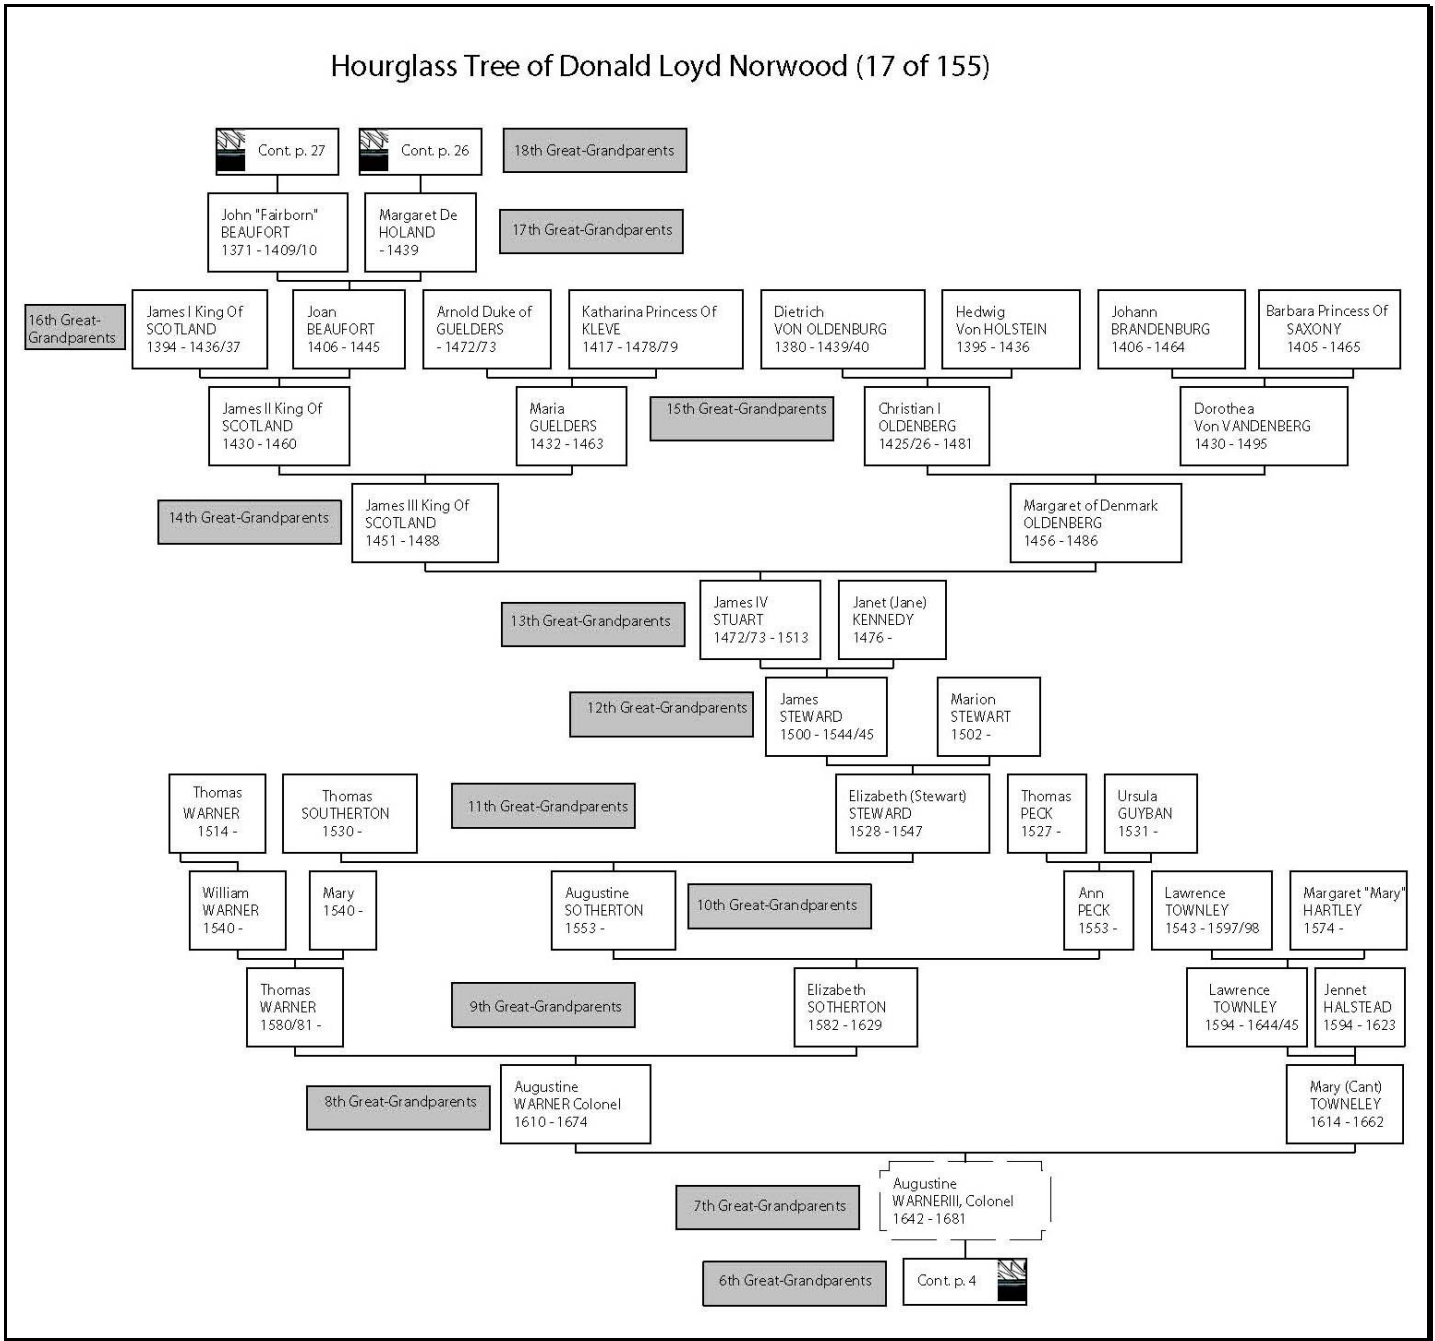 Hourglass Tree of Donald Loyd Norwood (17 of 155)
Cont. p. 27
Cont. p. 26
18th Great-Grandparents
John "Fairborn"
BEAUFORT
1371 - 1409/10
Margaret De
HOLAND
- 1439
17th Great-Grandparents
16th Great-
Grandparents
James I King Of
SCOTLAND
1394 - 1436/37
Joan
BEAUFORT
1406 - 1445
Arnold Duke of
GUELDERS
- 1472/73
Katharina Princess Of
KLEVE
1417 - 1478/79
Dietrich
VON OLDENBURG
1380 - 1439/40
Hedwig
Von HOLSTEIN
1395 - 1436
Johann
BRANDENBURG
1406 - 1464
Barbara Princess Of
SAXONY
1405 - 1465
James II King Of
SCOTLAND
1430 - 1460
Maria
GUELDERS
1432 - 1463
15th Great-Grandparents
Christian I
OLDENBERG
1425/26 - 1481
Dorothea
Von VANDENBERG
1430 - 1495
14th Great-Grandparents
James III King Of
SCOTLAND
1451 - 1488
Margaret of Denmark
OLDENBERG
1456 - 1486
13th Great-Grandparents
James IV
STUART
1472/73 - 1513
Janet (Jane)
KENNEDY
1476 -
12th Great-Grandparents
James
STEWARD
1500 - 1544/45
Marion
STEWART
1502 -
Thomas
WARNER
1514 -
Thomas
SOUTHERTON
1530 -
11th Great-Grandparents
Elizabeth (Stewart)
STEWARD
1528 - 1547
Thomas
PECK
1527 -
Ursula
GUYBAN
1531 -
William
WARNER
1540 -
Mary
1540 -
Augustine
SOTHERTON
1553 -
10th Great-Grandparents
Ann
PECK
1553 -
Lawrence
TOWNLEY
1543 - 1597/98
Margaret "Mary"
HARTLEY
1574 -
Thomas
WARNER
1580/81 -
9th Great-Grandparents
Elizabeth
SOTHERTON
1582 - 1629
Lawrence
TOWNLEY
1594 - 1644/45
Jennet
HALSTEAD
1594 - 1623
8th Great-Grandparents
Augustine
WARNER Colonel
1610 - 1674
Mary (Cant)
TOWNELEY
1614 - 1662
7th Great-Grandparents
Augustine
WARNERIII, Colonel
1642 - 1681
6th Great-Grandparents
Cont. p. 4